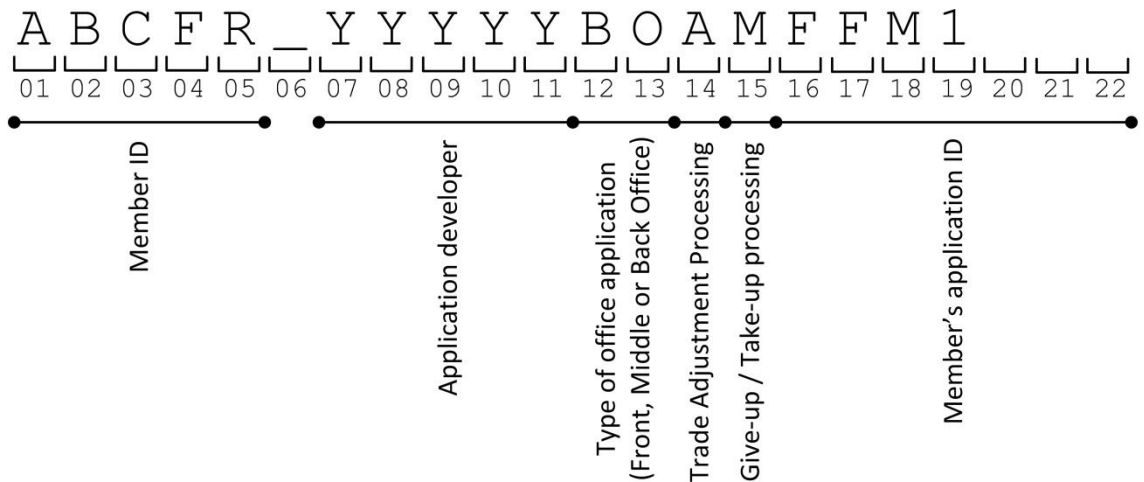 A B C F R _ Y Y Y Y Y B O A M F F M 1
01 02 03 04 05 06 07 08 09 10 11 12 13 14 15 16 17 18 19 20 21 22
Member ID
Application developer
Type of office application
(Front, Middle or Back Office)
Trade Adjustment Processing
Give-up / Take-up processing
Member’s application ID